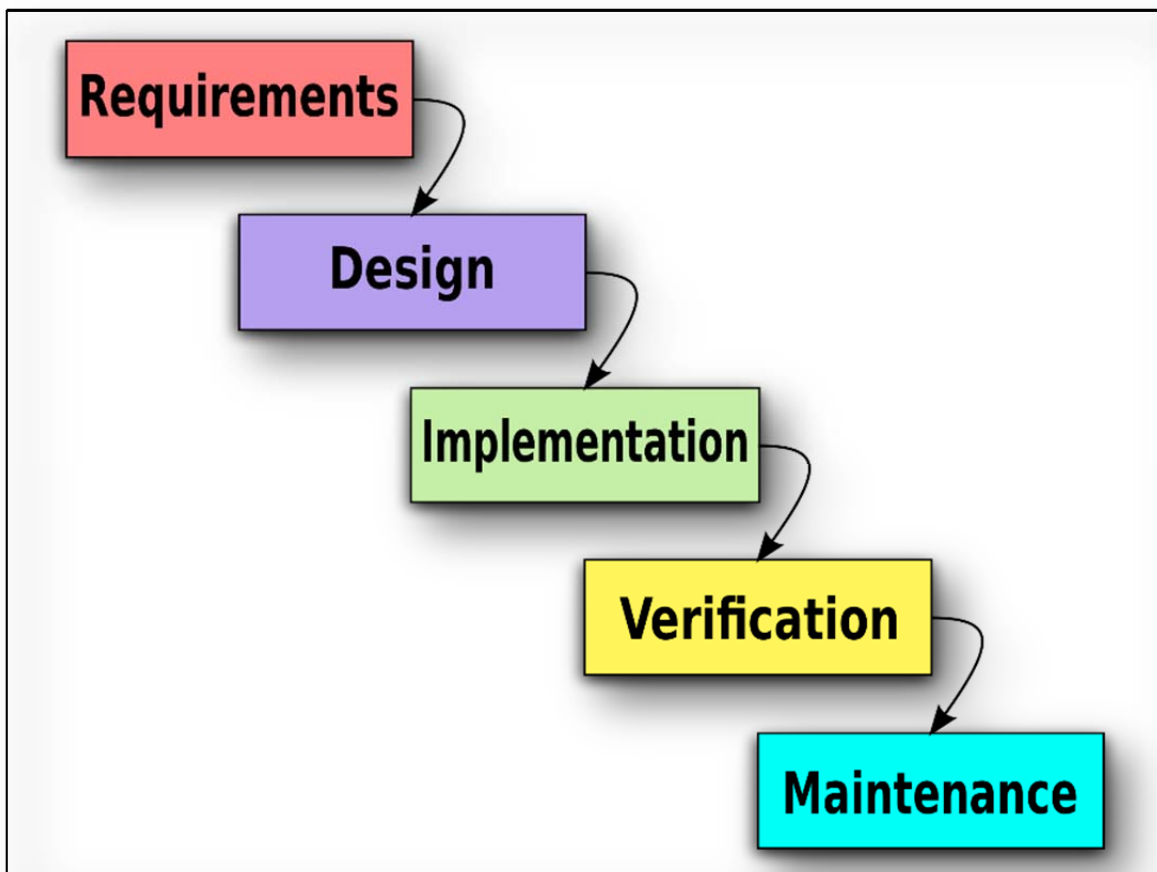 Requirements
Design
Implementation
Verification
Maintenance